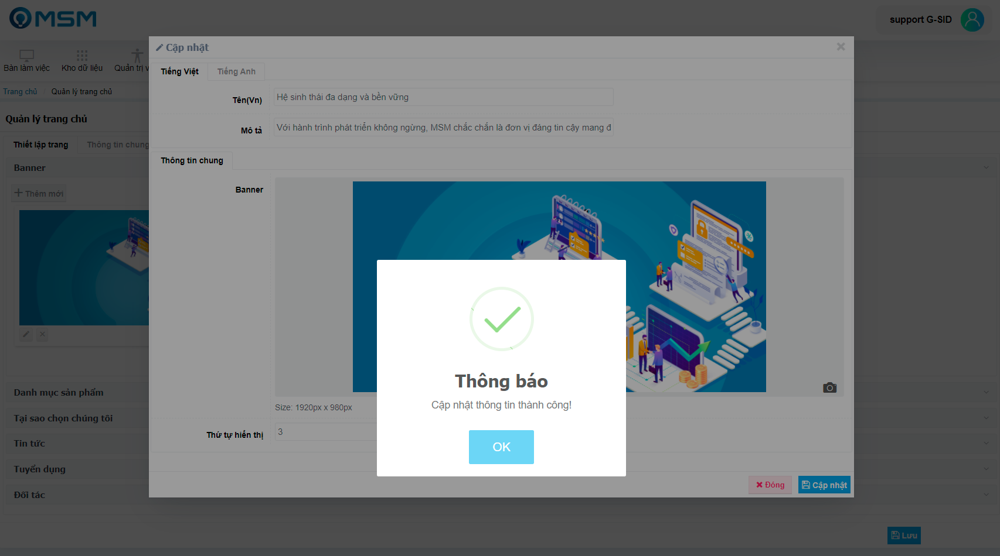 MSM
support G-SID
Bàn làm việc
Kho dữ liệu
Quản trị v
Trang chủ / Quản lý trang chủ
Quản lý trang chủ
Thiết lập trang
Thông tin chung
Banner
Thêm mới
Danh mục sản phẩm
Tại sao chọn chúng tôi
Tin tức
Tuyển dụng
Đối tác
Lưu
Cập nhật
Tiếng Việt
Tiếng Anh
Tên(Vn)
Hệ sinh thái đa dạng và bền vững
Mô tả
Với hành trình phát triển không ngừng, MSM chắc chắn là đơn vị đáng tin cậy mang đ
Thông tin chung
Banner
Size: 1920px x 980px
Thứ tự hiển thị
3
Đóng
Cập nhật
Thông báo
Cập nhật thông tin thành công!
OK